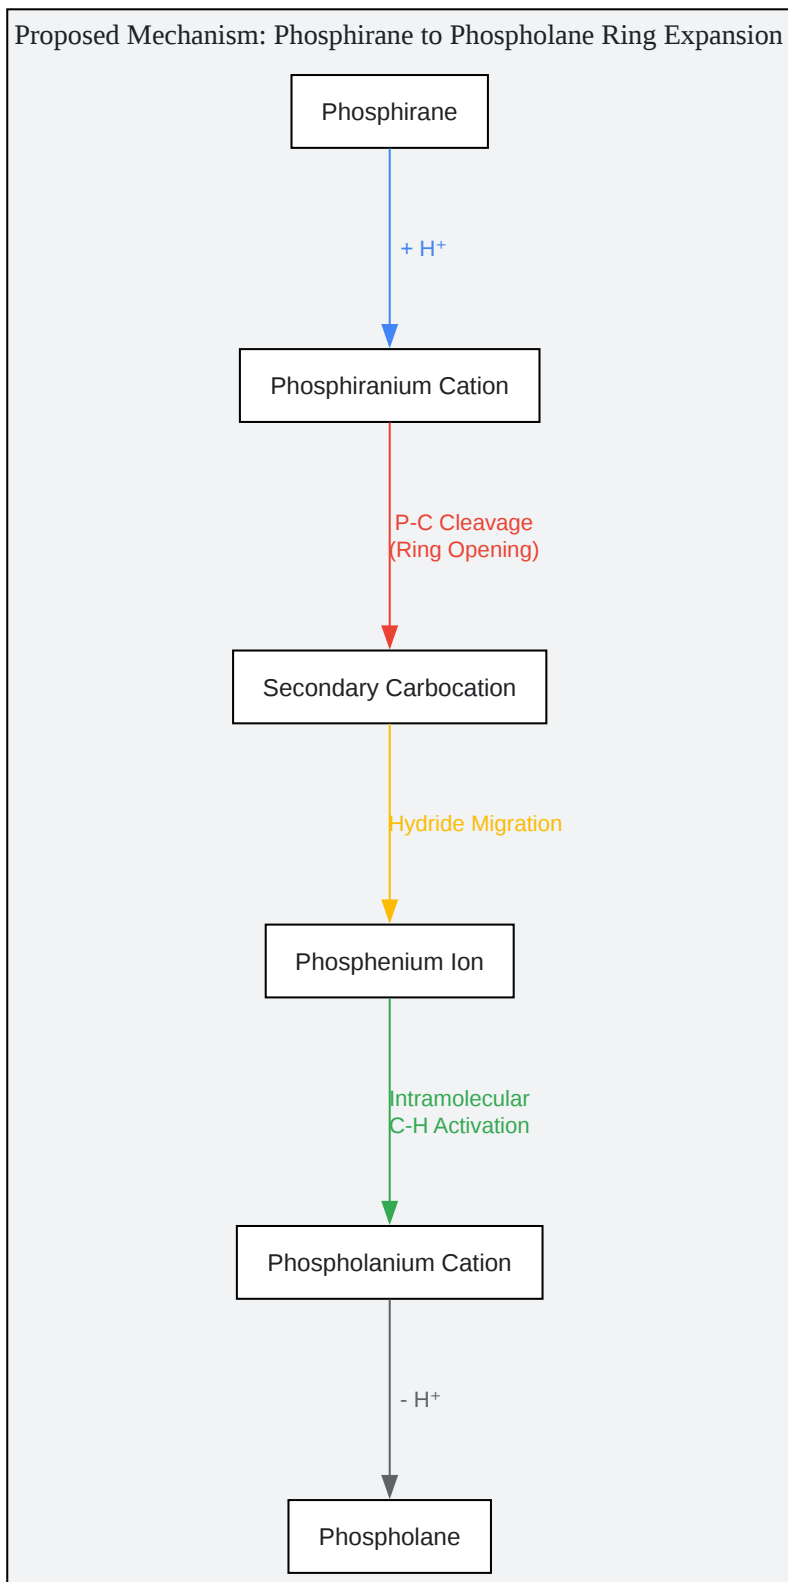 Proposed Mechanism: Phosphirane to Phospholane Ring Expansion
Phosphirane
+ H⁺
Phosphiranium Cation
P-C Cleavage
(Ring Opening)
Secondary Carbocation
Hydride Migration
Phosphenium Ion
Intramolecular
C-H Activation
Phospholanium Cation
- H⁺
Phospholane